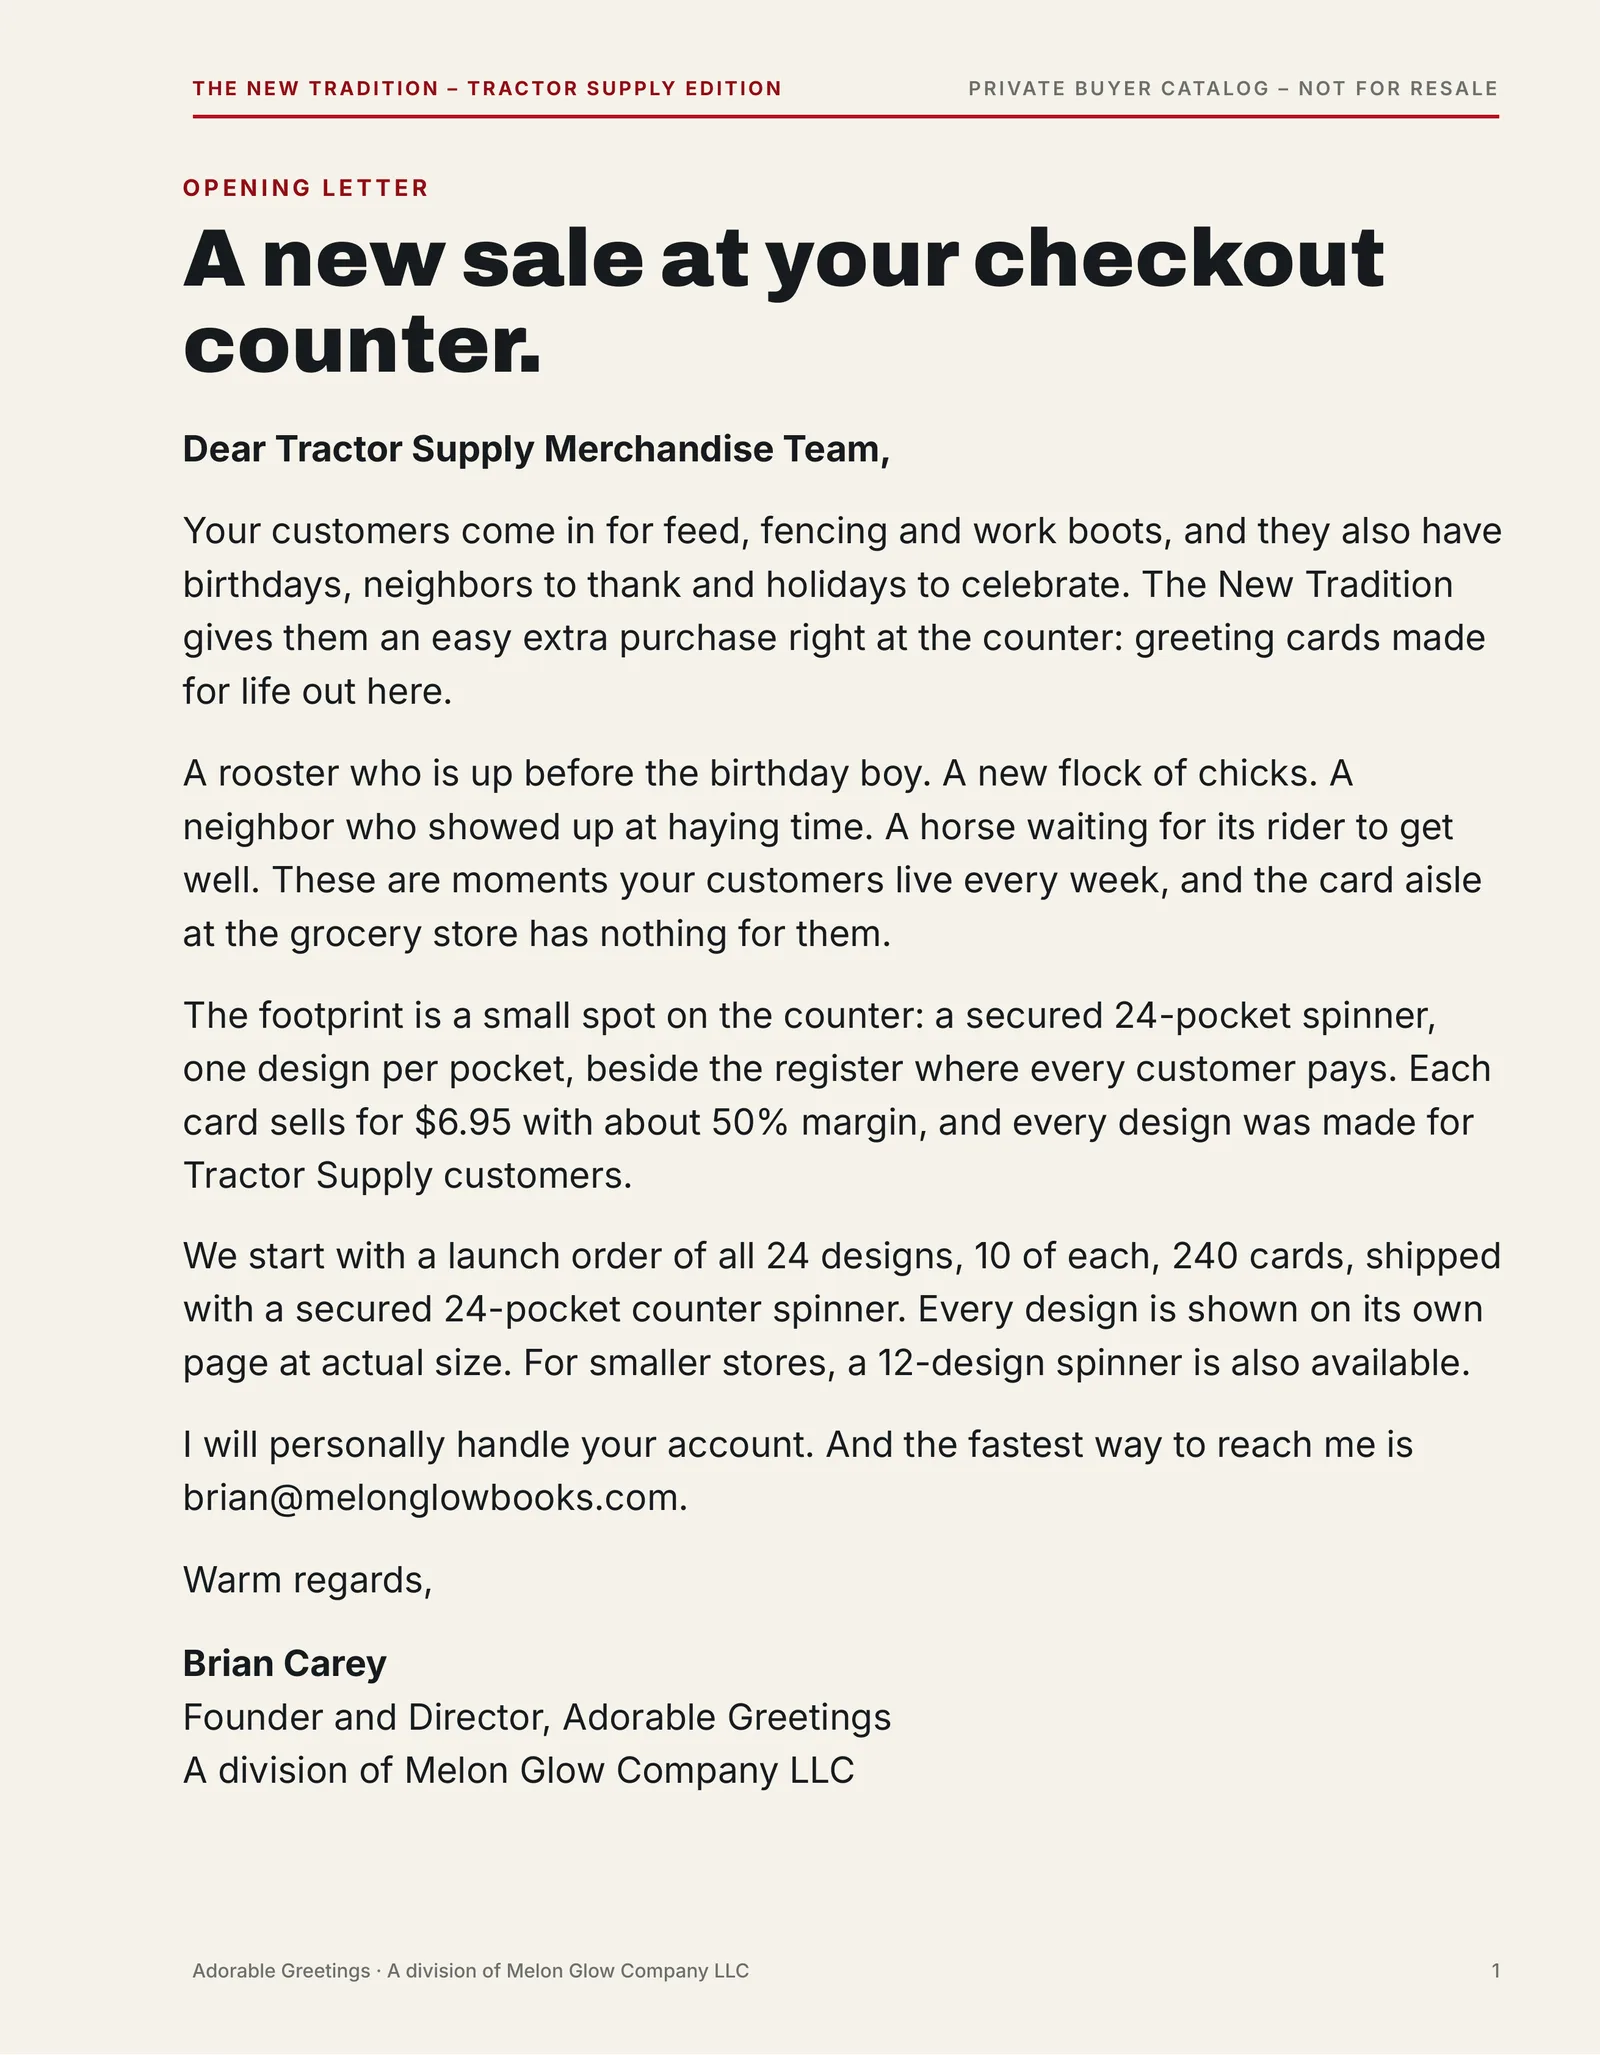 THE NEW TRADITION – TRACTOR SUPPLY EDITION
PRIVATE BUYER CATALOG – NOT FOR RESALE
OPENING LETTER
A new sale at your checkout
counter.
Dear Tractor Supply Merchandise Team,
Your customers come in for feed, fencing and work boots, and they also have
birthdays, neighbors to thank and holidays to celebrate. The New Tradition
gives them an easy extra purchase right at the counter: greeting cards made
for life out here.
A rooster who is up before the birthday boy. A new flock of chicks. A
neighbor who showed up at haying time. A horse waiting for its rider to get
well. These are moments your customers live every week, and the card aisle
at the grocery store has nothing for them.
The footprint is a small spot on the counter: a secured 24-pocket spinner,
one design per pocket, beside the register where every customer pays. Each
card sells for $6.95 with about 50% margin, and every design was made for
Tractor Supply customers.
We start with a launch order of all 24 designs, 10 of each, 240 cards, shipped
with a secured 24-pocket counter spinner. Every design is shown on its own
page at actual size. For smaller stores, a 12-design spinner is also available.
I will personally handle your account. And the fastest way to reach me is
brian@melonglowbooks.com.
Warm regards,
Brian Carey
Founder and Director, Adorable Greetings
A division of Melon Glow Company LLC
Adorable Greetings · A division of Melon Glow Company LLC
1